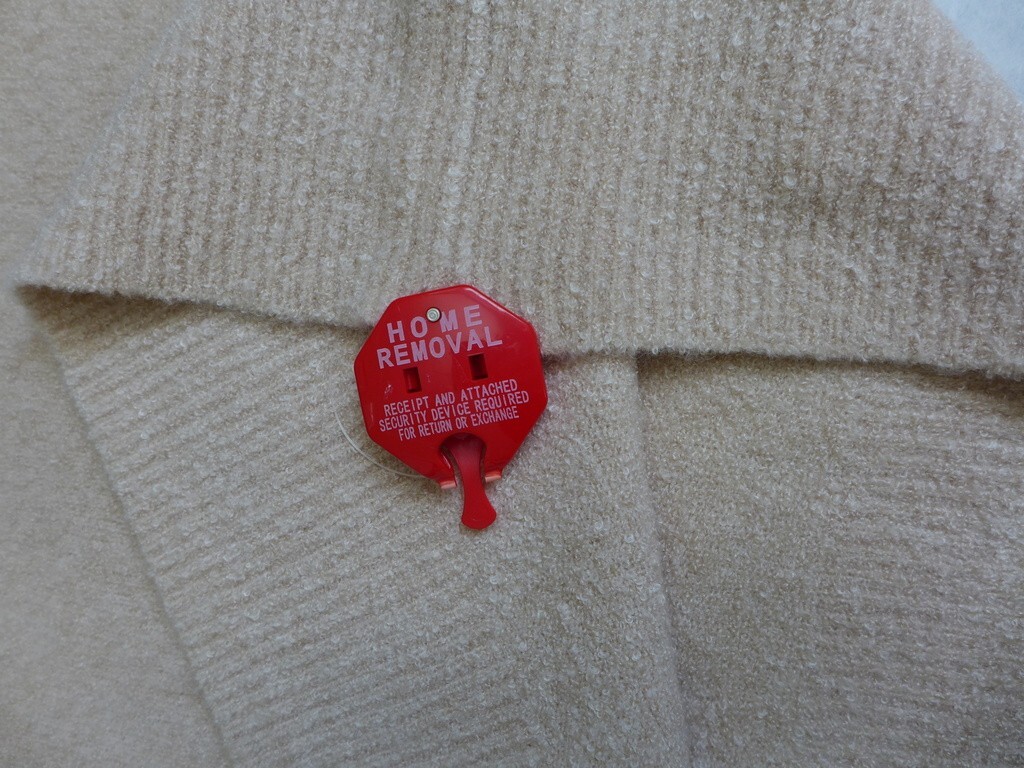 HOME
REMOVAL
RECEIPT AND ATTACHED
SECURITY DEVICE REQUIRED
FOR RETURN OR EXCHANGE